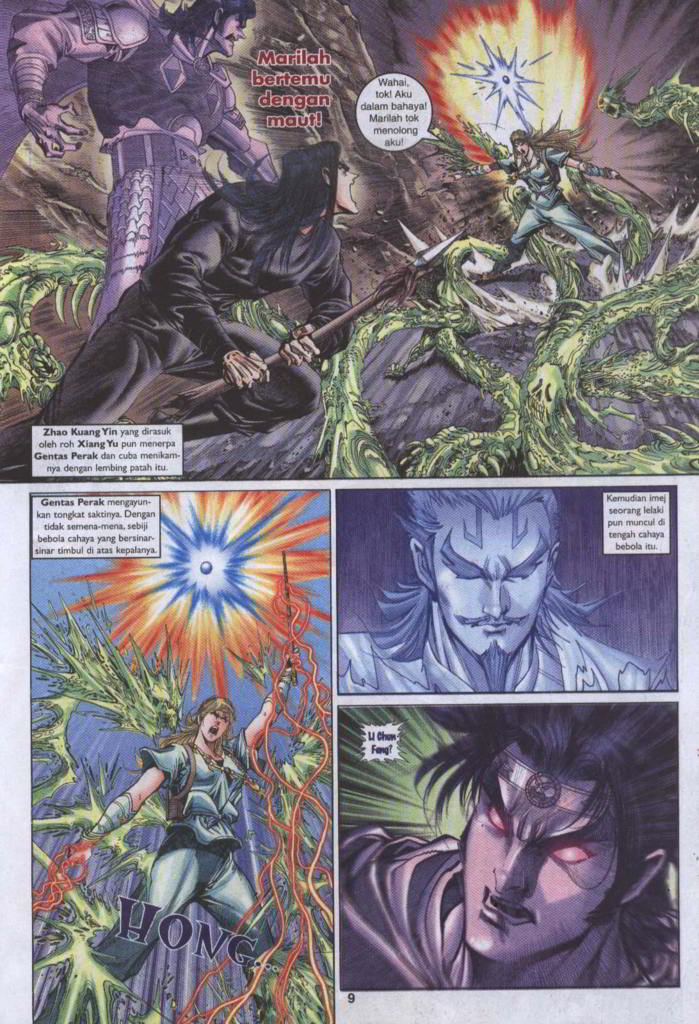 Marilah
bertemu
dengan
maut!
Wahai,
tok! Aku
dalam bahaya!
Marilah tok
menolong
aku!
Zhao Kuang Yin yang dirasuk
oleh roh Xiang Yu pun menerpa
Gentas Perak dan cuba menikam-
nya dengan lembing patah itu.
Gentas Perak mengayun-
kan tongkat saktinya. Dengan
tidak semena-mena, sebiji
bebola cahaya yang bersinar-
sinar timbul di atas kepalanya.
HONG...
Kemudian imej
seorang lelaki
pun muncul di
tengah cahaya
bebola itu.
Li Chun
Fang?
9